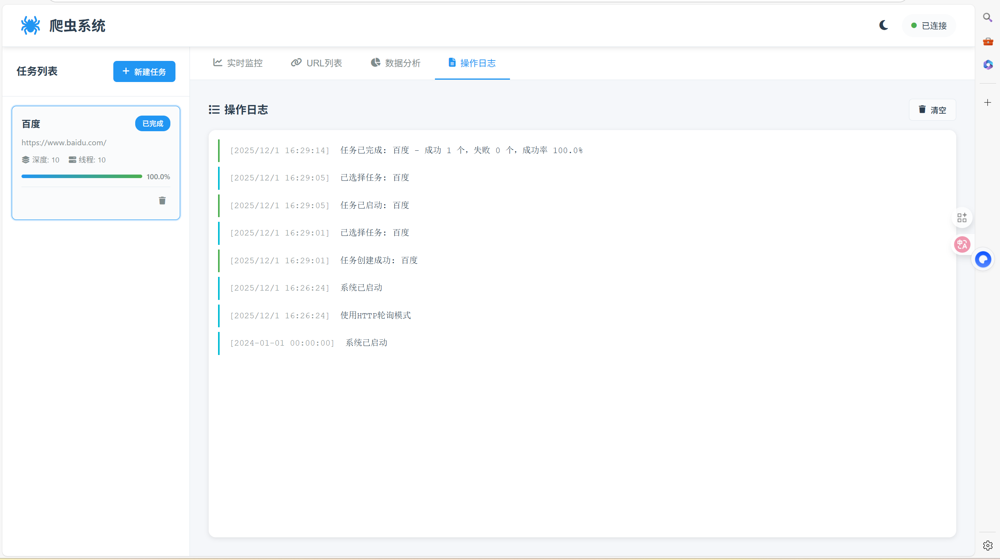 爬虫系统
已连接
任务列表
新建任务
百度
已完成
https://www.baidu.com/
深度: 10 线程: 10
100.0%
实时监控 URL列表 数据分析 操作日志
操作日志
清空
[2025/12/1 16:29:14] 任务已完成: 百度 - 成功 1 个，失败 0 个，成功率 100.0%
[2025/12/1 16:29:05] 已选择任务: 百度
[2025/12/1 16:29:05] 任务已启动: 百度
[2025/12/1 16:29:01] 已选择任务: 百度
[2025/12/1 16:29:01] 任务创建成功: 百度
[2025/12/1 16:26:24] 系统已启动
[2025/12/1 16:26:24] 使用HTTP轮询模式
[2024-01-01 00:00:00] 系统已启动
中A